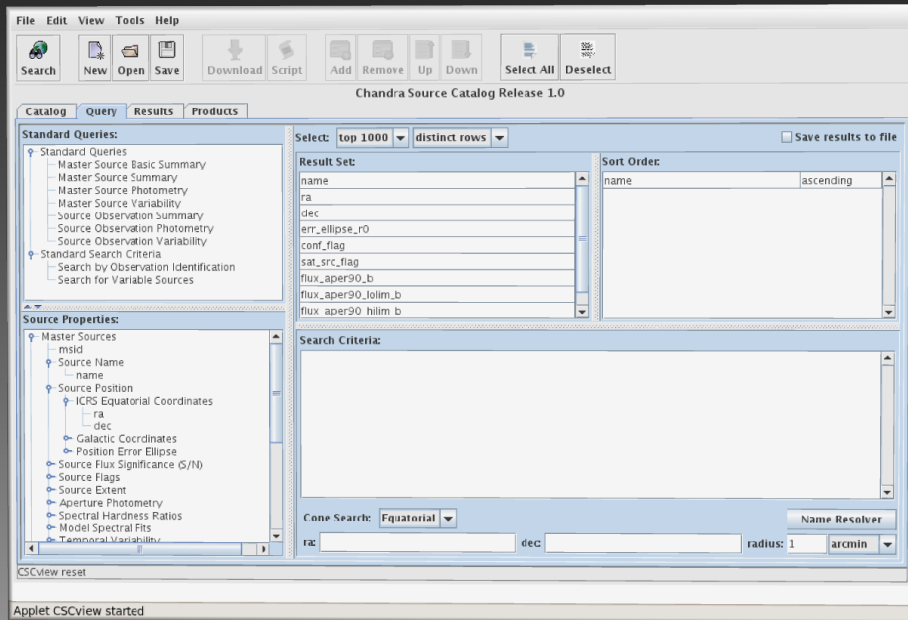 File Edit View Tools Help
Search New Open Save Download Script Add Remove Up Down Select All Deselect
Chandra Source Catalog Release 1.0
Catalog Query Results Products
Standard Queries:
Standard Queries
Master Source Basic Summary
Master Source Summary
Master Source Photometry
Master Source Variability
Source Observation Summary
Source Observation Photometry
Source Observation Variability
Standard Search Criteria
Search by Observation Identification
Search for Variable Sources
Source Properties:
Master Sources
msid
Source Name
name
Source Position
ICRS Equatorial Coordinates
ra
dec
Galactic Coordinates
Position Error Ellipse
Source Flux Significance (S/N)
Source Flags
Source Extent
Aperture Photometry
Spectral Hardness Ratios
Model Spectral Fits
Temporal Variability
Select: top 1000 distinct rows Save results to file
Result Set:
name
ra
dec
err_ellipse_r0
conf_flag
sat_src_flag
flux_aper90_b
flux_aper90_lolim_b
flux_aper90_hilim_b
Sort Order:
name ascending
Search Criteria:
Cone Search: Equatorial Name Resolver
ra: dec: radius: 1 arcmin
CSCview reset
Applet CSCview started